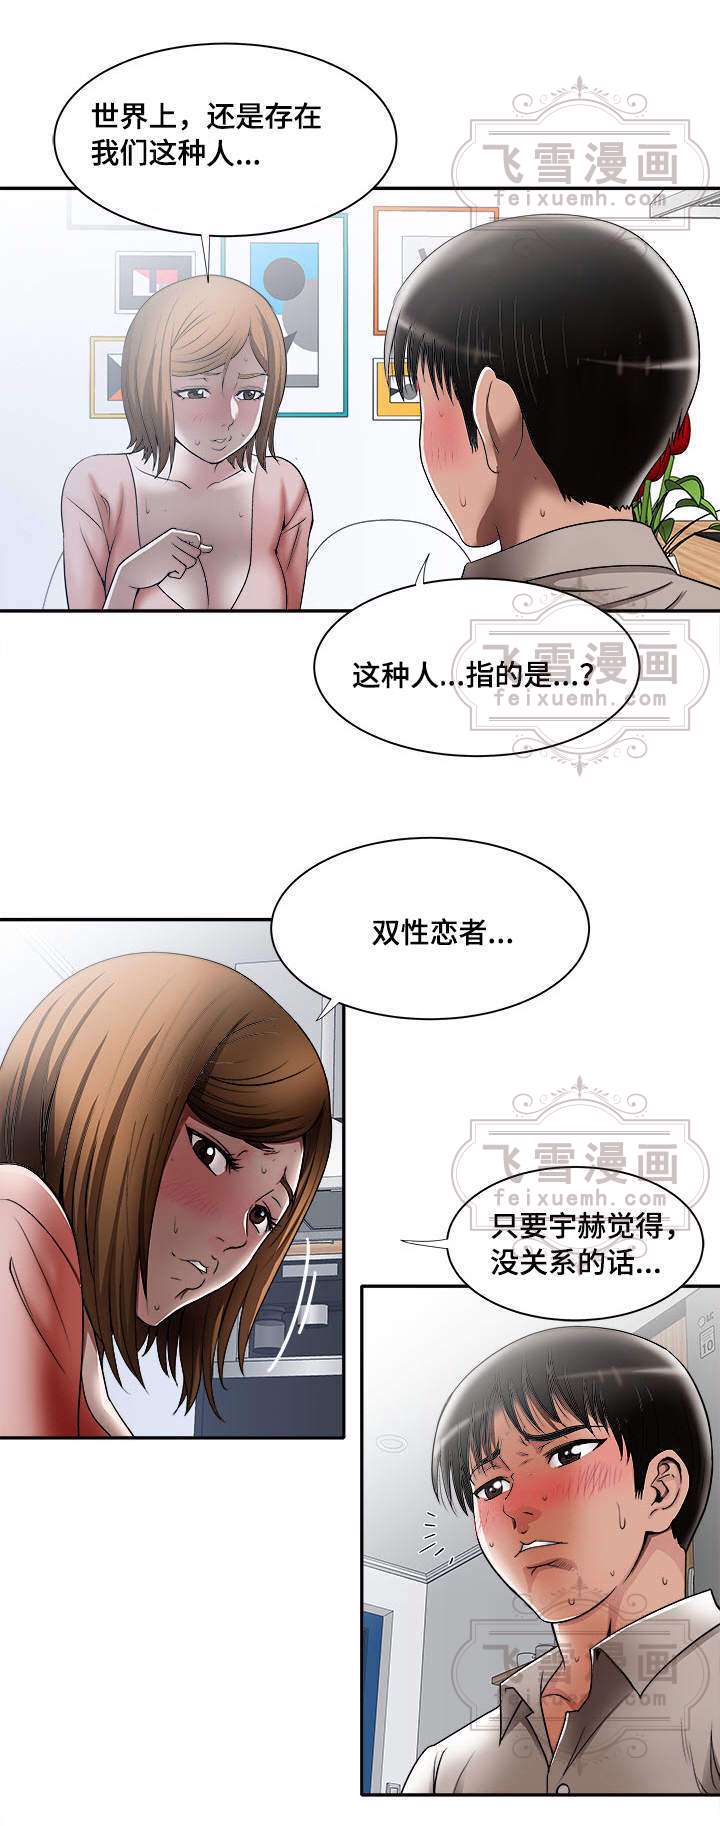 世界上，还是存在
我们这种人...
飞雪漫画
feixuemh.com
这种人...指的是...？
飞雪漫画
feixuemh.com
双性恋者...
飞雪漫画
feixuemh.com
只要宇赫觉得，
没关系的话...
LC
10
飞雪漫画
feixuemh.com